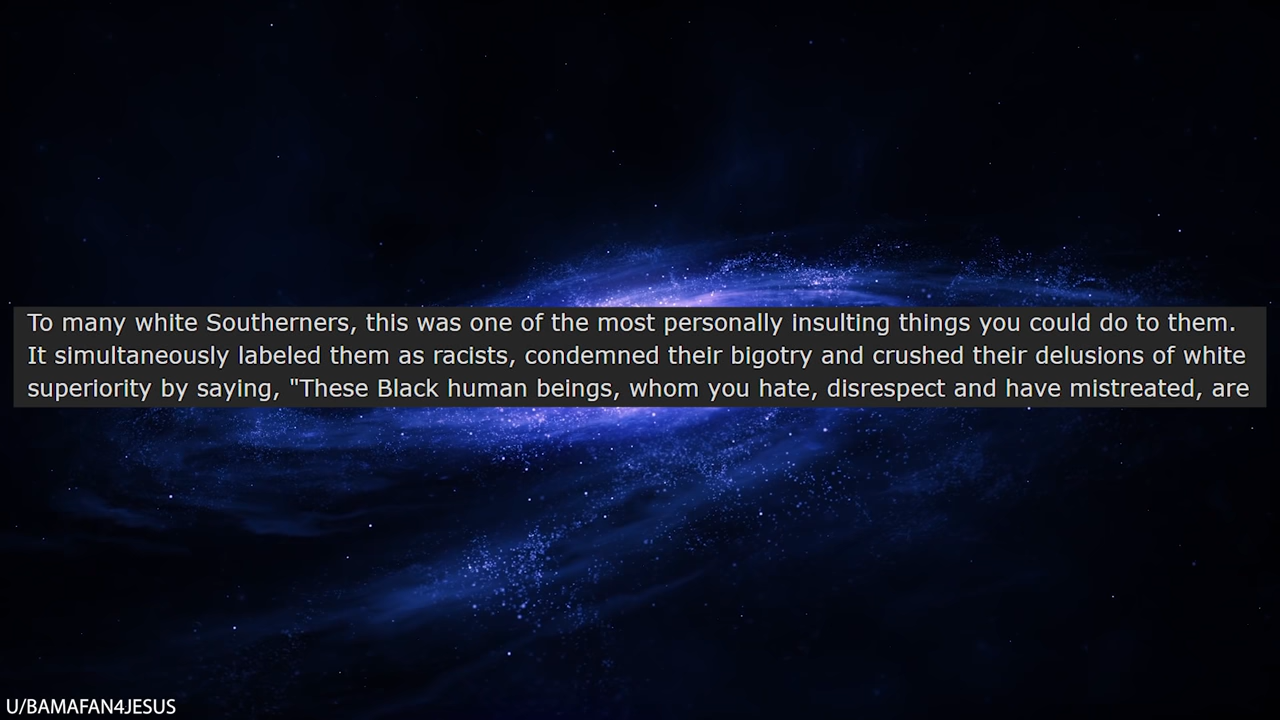 To many white Southerners, this was one of the most personally insulting things you could do to them.
It simultaneously labeled them as racists, condemned their bigotry and crushed their delusions of white
superiority by saying, "These Black human beings, whom you hate, disrespect and have mistreated, are
U/BAMAFAN4JESUS